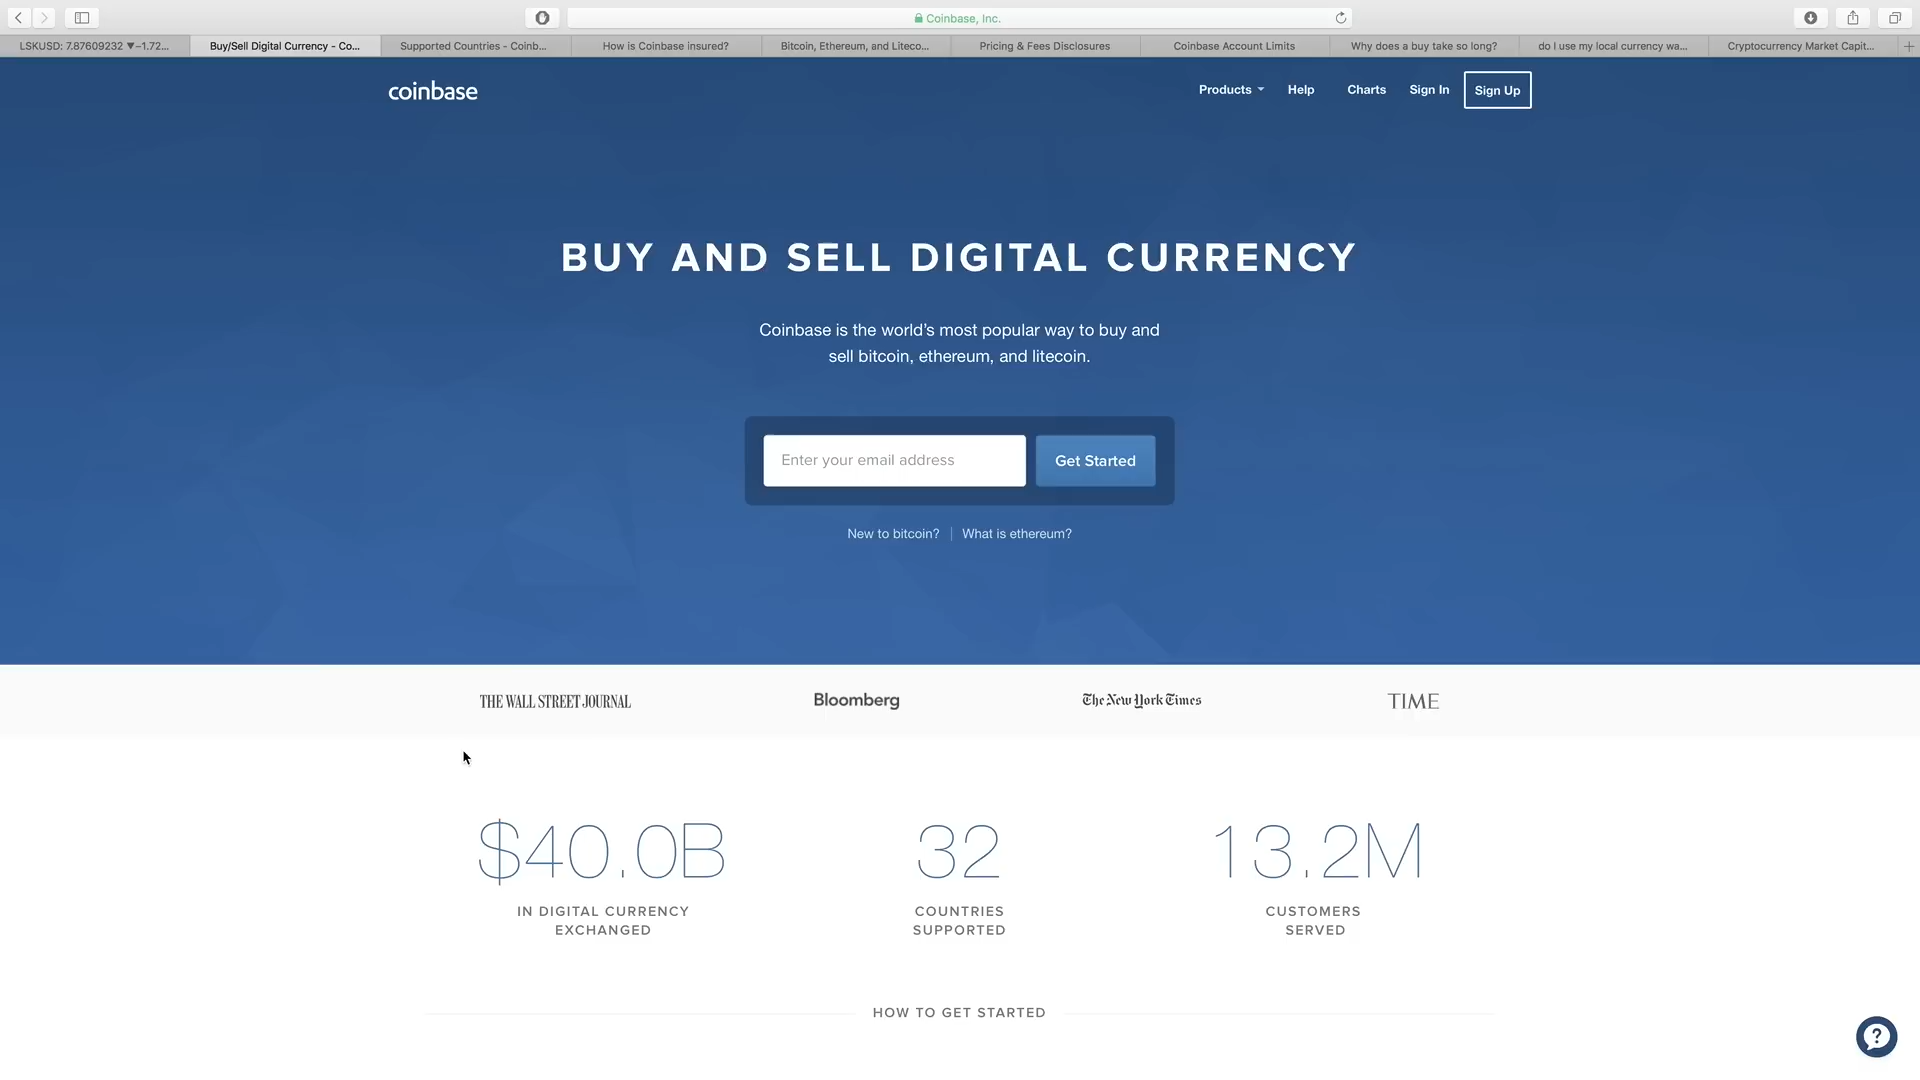 Coinbase, Inc.
LSKUSD: 7.87609232 ▼−1.72...
Buy/Sell Digital Currency - Co...
Supported Countries - Coinb...
How is Coinbase insured?
Bitcoin, Ethereum, and Liteco...
Pricing & Fees Disclosures
Coinbase Account Limits
Why does a buy take so long?
do I use my local currency wa...
Cryptocurrency Market Capit...
coinbase
Products
Help
Charts
Sign In
Sign Up
BUY AND SELL DIGITAL CURRENCY
Coinbase is the world's most popular way to buy and
sell bitcoin, ethereum, and litecoin.
Enter your email address
Get Started
New to bitcoin?
What is ethereum?
THE WALL STREET JOURNAL
Bloomberg
The New York Times
TIME
$40.0B
IN DIGITAL CURRENCY
EXCHANGED
32
COUNTRIES
SUPPORTED
13.2M
CUSTOMERS
SERVED
HOW TO GET STARTED
?